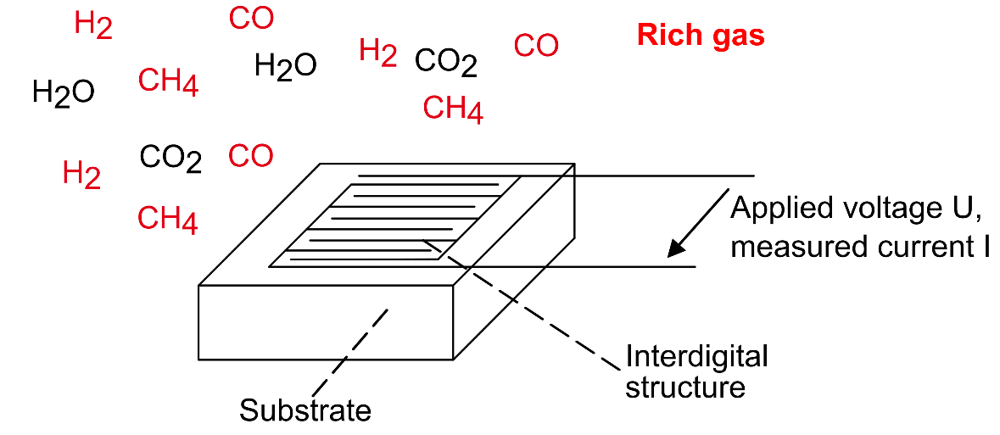 H2
CO
Rich gas
H2O
H2
CO2
CO
H2O
CH4
CH4
H2
CO2
CO
CH4
Applied voltage U,
measured current I
Interdigital
structure
Substrate